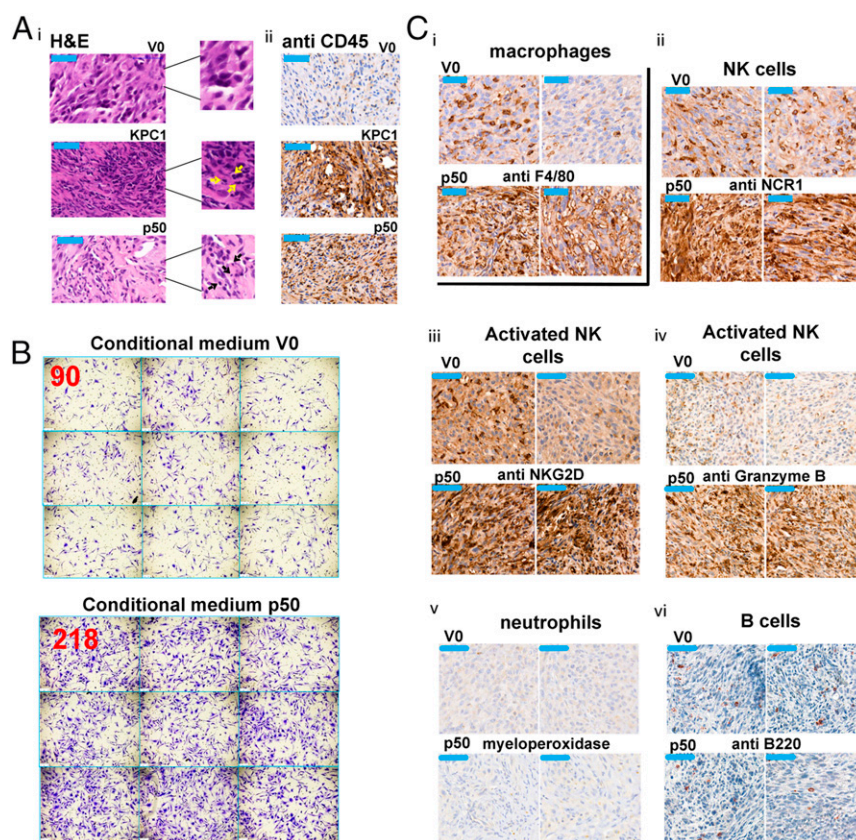 A
i
H&E
V0
KPC1
p50
ii
anti CD45
V0
KPC1
p50
B
Conditional medium V0
90
Conditional medium p50
218
C
i
macrophages
V0
p50
anti F4/80
ii
NK cells
V0
p50
anti NCR1
iii
Activated NK
cells
V0
p50
anti NKG2D
iv
Activated NK
cells
V0
p50
anti Granzyme B
v
neutrophils
V0
p50
myeloperoxidase
vi
B cells
V0
p50
anti B220